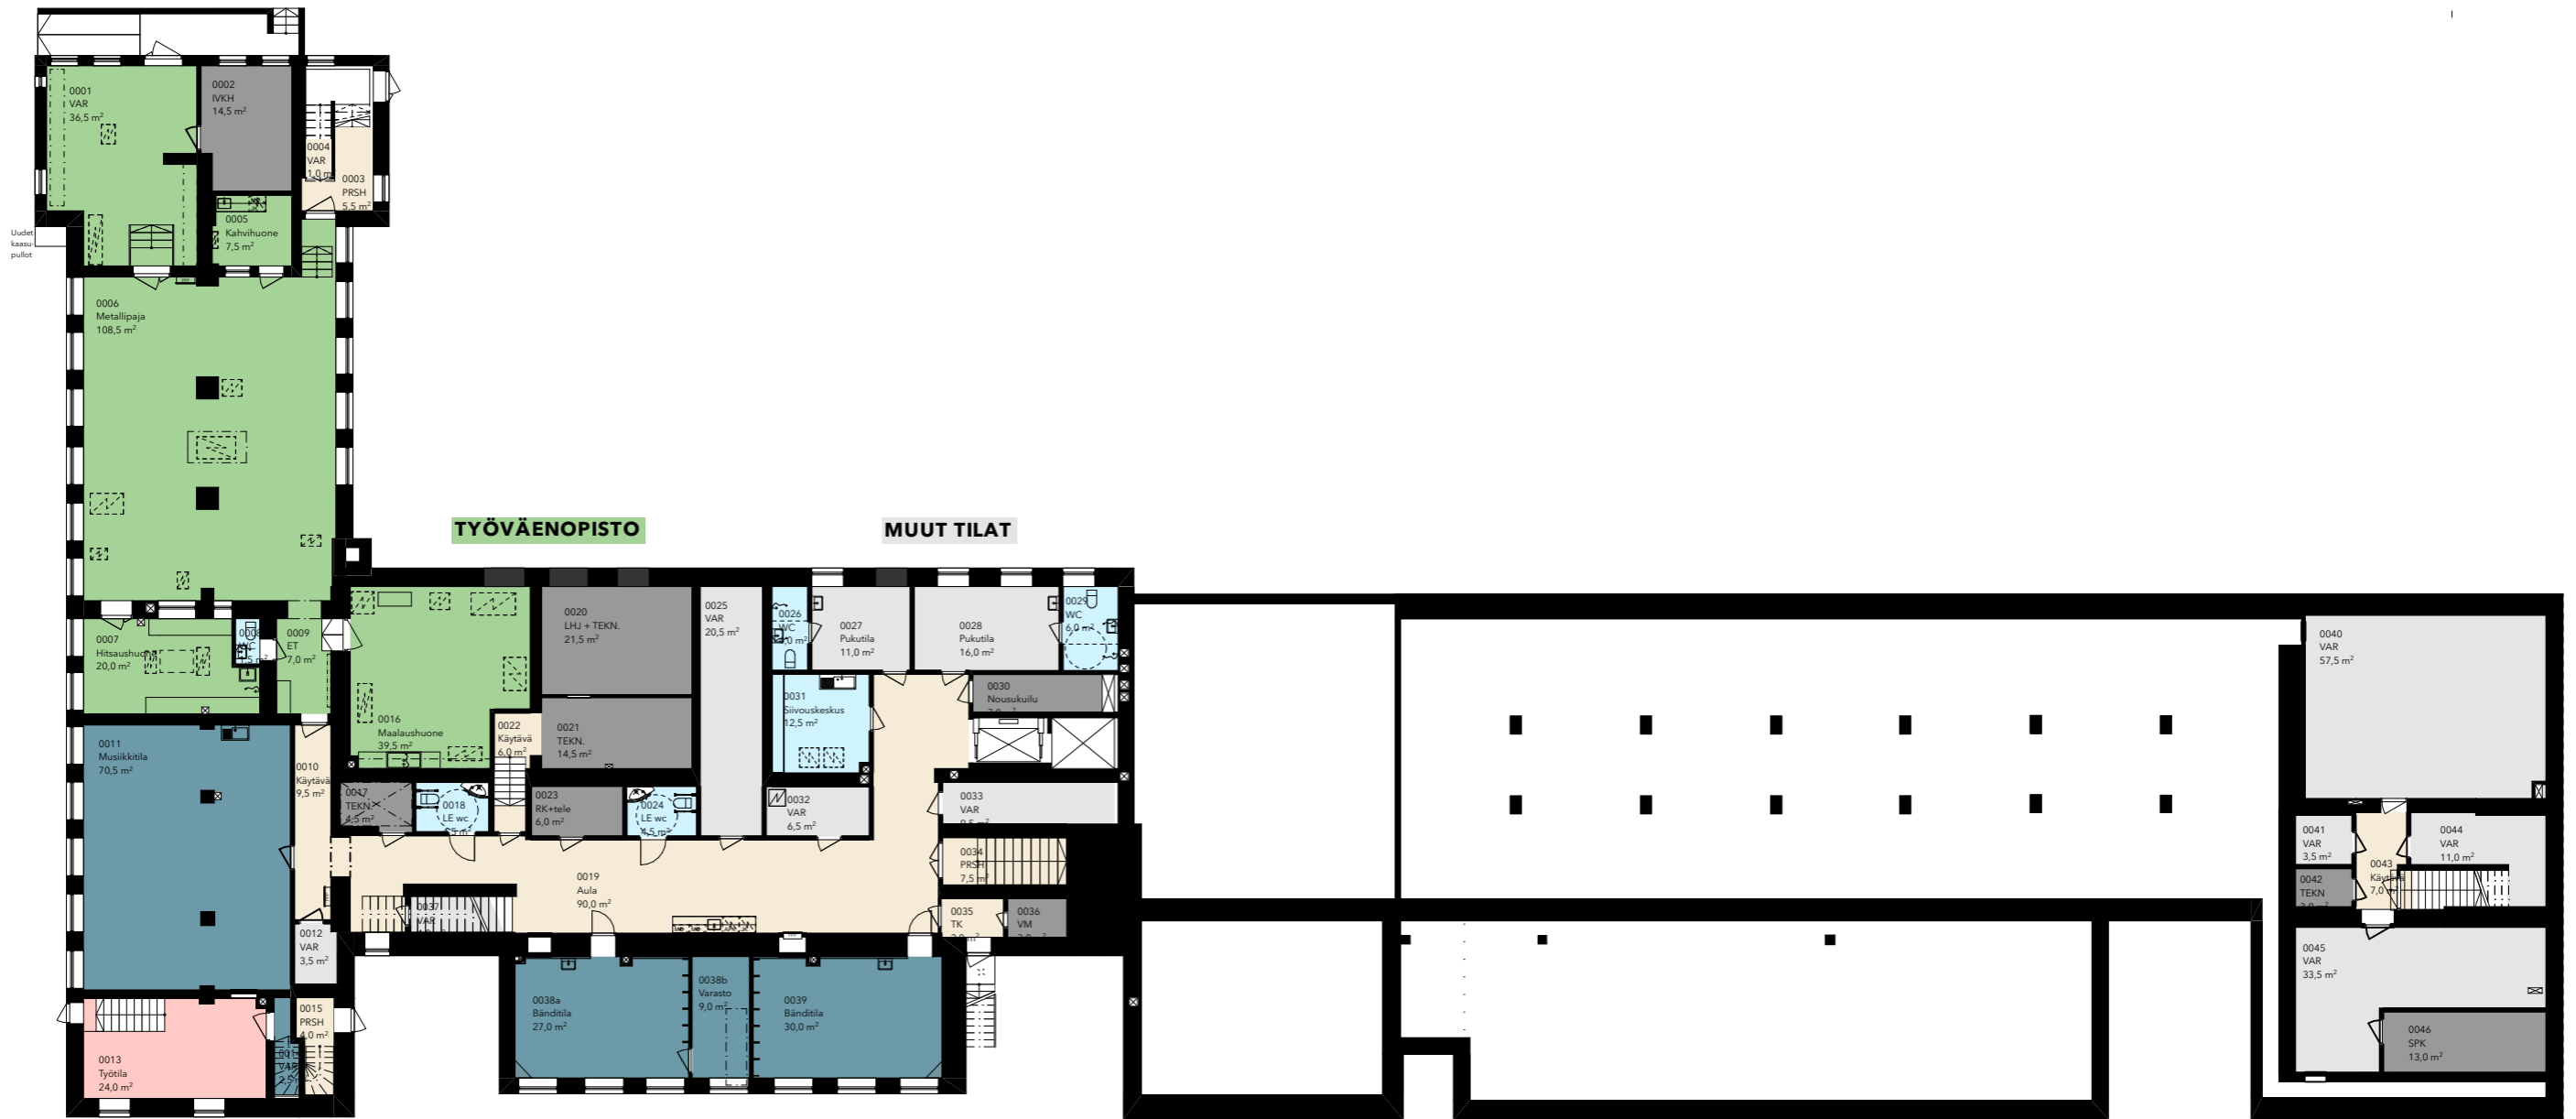 0001
VAR
36,5 m²
0002
IVKH
14,5 m²
0004
VAR
1,0 m
0003
PRSH
5,5 m²
0005
Kahvihuone
7,5 m²
Uudet
kaasu-
pullot
0006
Metallipaja
108,5 m²
TYÖVÄENOPISTO
MUUT TILAT
0007
Hitsaushuone
20,0 m²
0009
ET
7,0 m²
0016
Maalaushuone
39,5 m²
0020
LHJ + TEKN.
21,5 m²
0021
TEKN.
14,5 m²
0022
Käytävä
6,0 m²
0025
VAR
20,5 m²
0026
WC
0027
Pukutila
11,0 m²
0028
Pukutila
16,0 m²
0029
WC
6,0 m²
0030
Nousukuilu
0031
Siivouskeskus
12,5 m²
0011
Musiikkitila
70,5 m²
0010
Käytävä
9,5 m²
0017
TEKN.
4,5 m²
0018
LE wc
0023
RK+tele
6,0 m²
0024
LE wc
4,5 m²
0032
VAR
6,5 m²
0033
VAR
0034
PRSH
7,5 m²
0019
Aula
90,0 m²
0035
TK
0036
VM
0037
VAR
0012
VAR
3,5 m²
0013
Työtila
24,0 m²
0015
PRSH
4,0 m²
0038a
Bänditila
27,0 m²
0038b
Varasto
9,0 m²
0039
Bänditila
30,0 m²
0040
VAR
57,5 m²
0041
VAR
3,5 m²
0042
TEKN
0043
Käytävä
7,0 m²
0044
VAR
11,0 m²
0045
VAR
33,5 m²
0046
SPK
13,0 m²